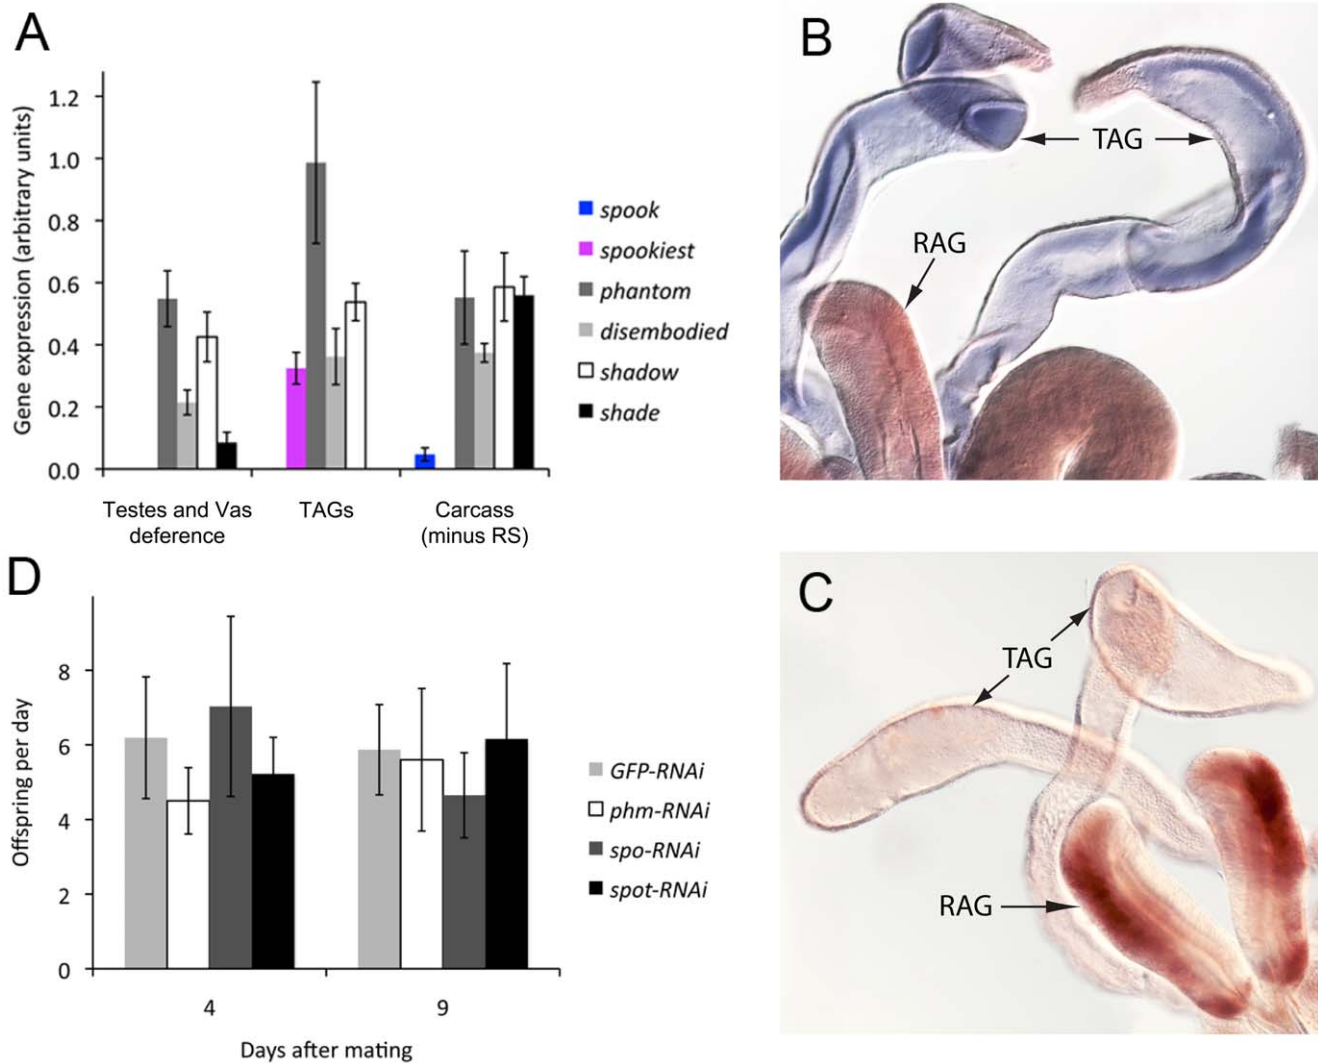 A
Gene expression (arbitrary units)
1.2
1.0
0.8
0.6
0.4
0.2
0.0
Testes and Vas
deference
TAGs
Carcass
(minus RS)
spook
spookiest
phantom
disembodied
shadow
shade
B
TAG
RAG
D
Offspring per day
8
6
4
2
0
4
9
Days after mating
GFP-RNAi
phm-RNAi
spo-RNAi
spot-RNAi
C
TAG
RAG